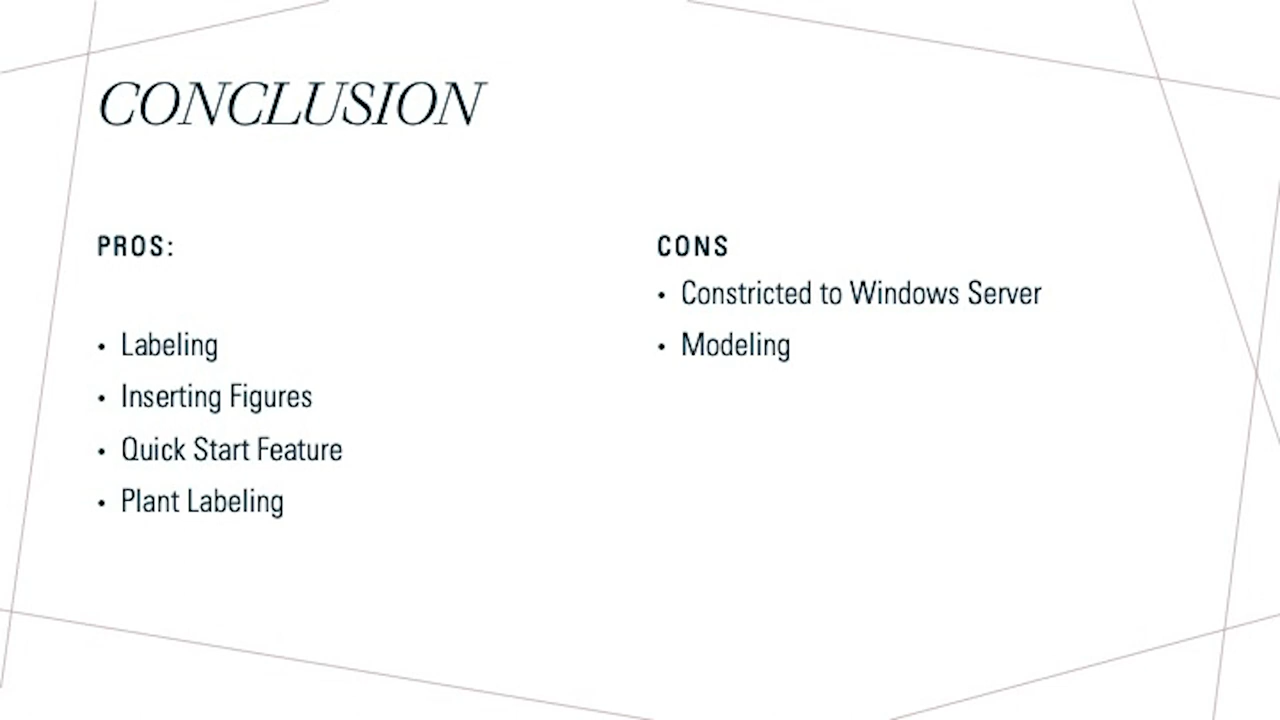 CONCLUSION
PROS:
• Labeling
• Inserting Figures
• Quick Start Feature
• Plant Labeling
CONS
• Constricted to Windows Server
• Modeling